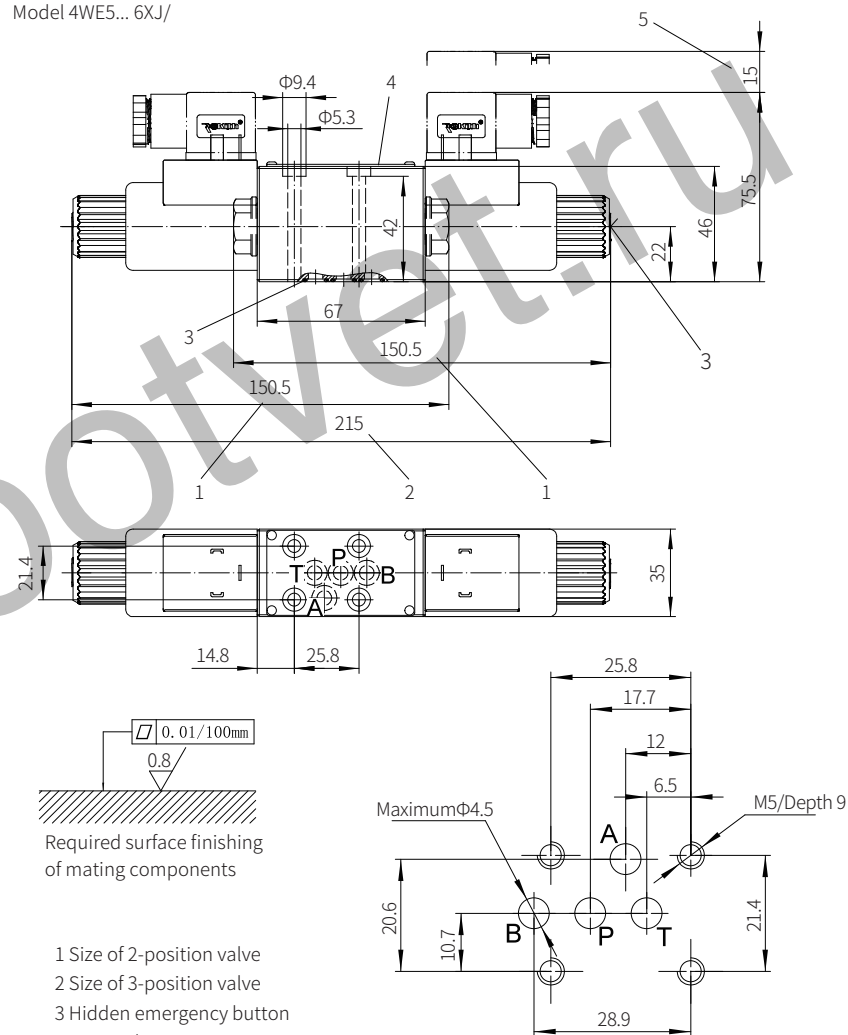 Model 4WE5... 6XJ/
5
15
Φ9.4
4
Φ5.3
75.5
46
42
22
67
3
3
150.5
150.5
215
1
2
1
21.4
T
P
B
A
35
14.8
25.8
0.01/100mm
0.8
Required surface finishing
of mating components
25.8
17.7
12
6.5
MaximumΦ4.5
M5/Depth 9
A
B
P
T
20.6
10.7
21.4
28.9
1 Size of 2-position valve
2 Size of 3-position valve
3 Hidden emergency button
otvet.ru